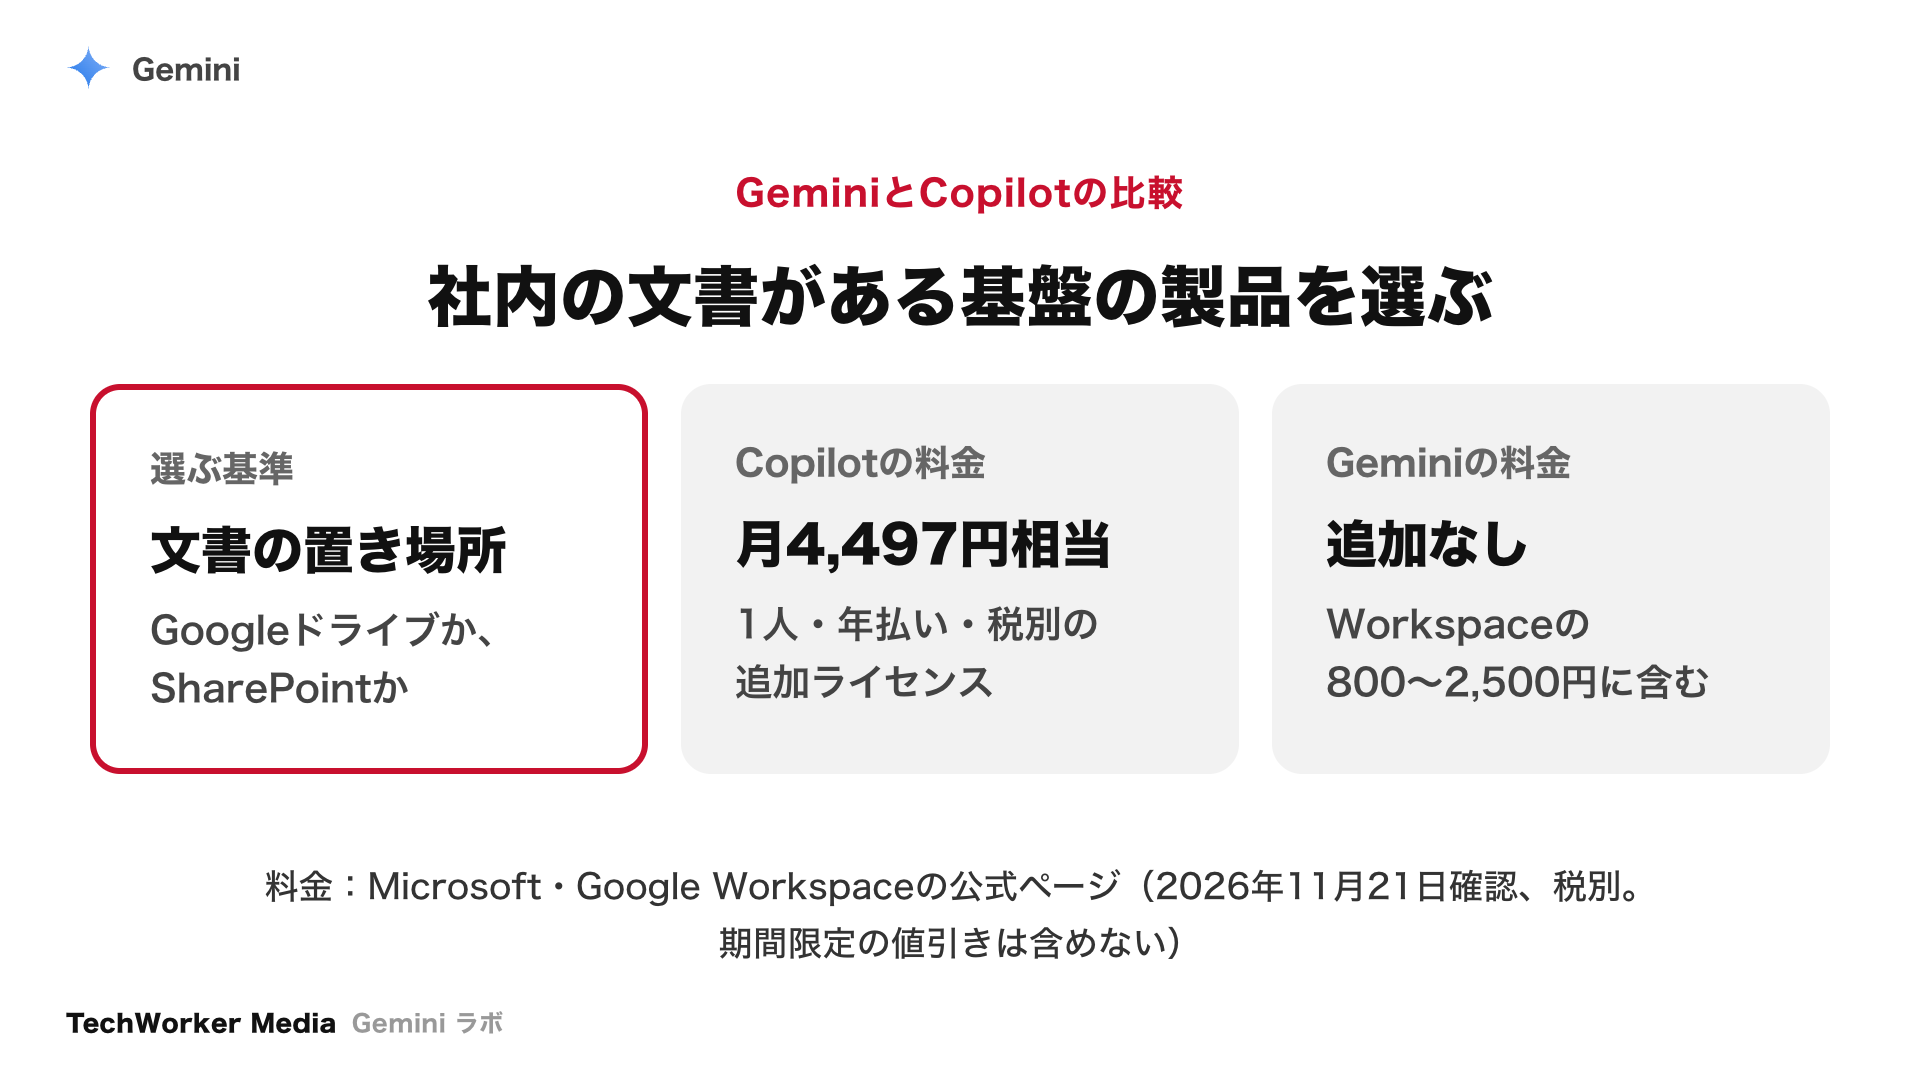 Gemini
GeminiとCopilotの比較
社内の文書がある基盤の製品を選ぶ
選ぶ基準
文書の置き場所
Googleドライブか、
SharePointか
Copilotの料金
月4,497円相当
1人・年払い・税別の
追加ライセンス
Geminiの料金
追加なし
Workspaceの
800〜2,500円に含む
料金：Microsoft・Google Workspaceの公式ページ（2026年11月21日確認、税別。
期間限定の値引きは含めない）
TechWorker Media Gemini ラボ